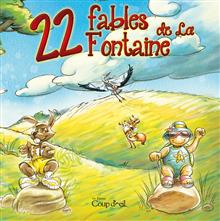 22 fables de La
Fontaine
Coup d'œil